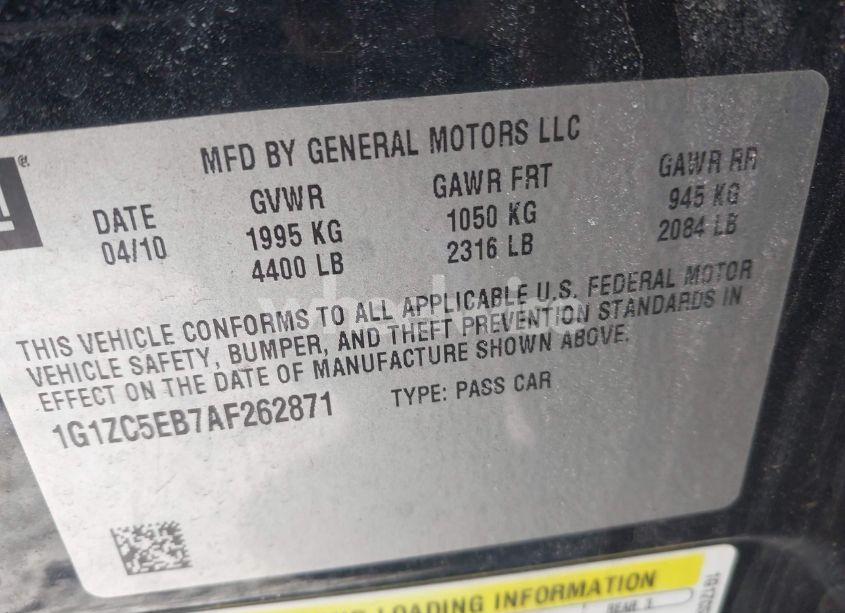 MFD BY GENERAL MOTORS LLC
DATE GVWR GAWR FRT GAWR RR
04/10 1995 KG 1050 KG 945 KG
4400 LB 2316 LB 2084 LB
THIS VEHICLE CONFORMS TO ALL APPLICABLE U.S. FEDERAL MOTOR
VEHICLE SAFETY, BUMPER, AND THEFT PREVENTION STANDARDS IN
EFFECT ON THE DATE OF MANUFACTURE SHOWN ABOVE.
1G1ZC5EB7AF262871 TYPE: PASS CAR
LOADING INFORMATION